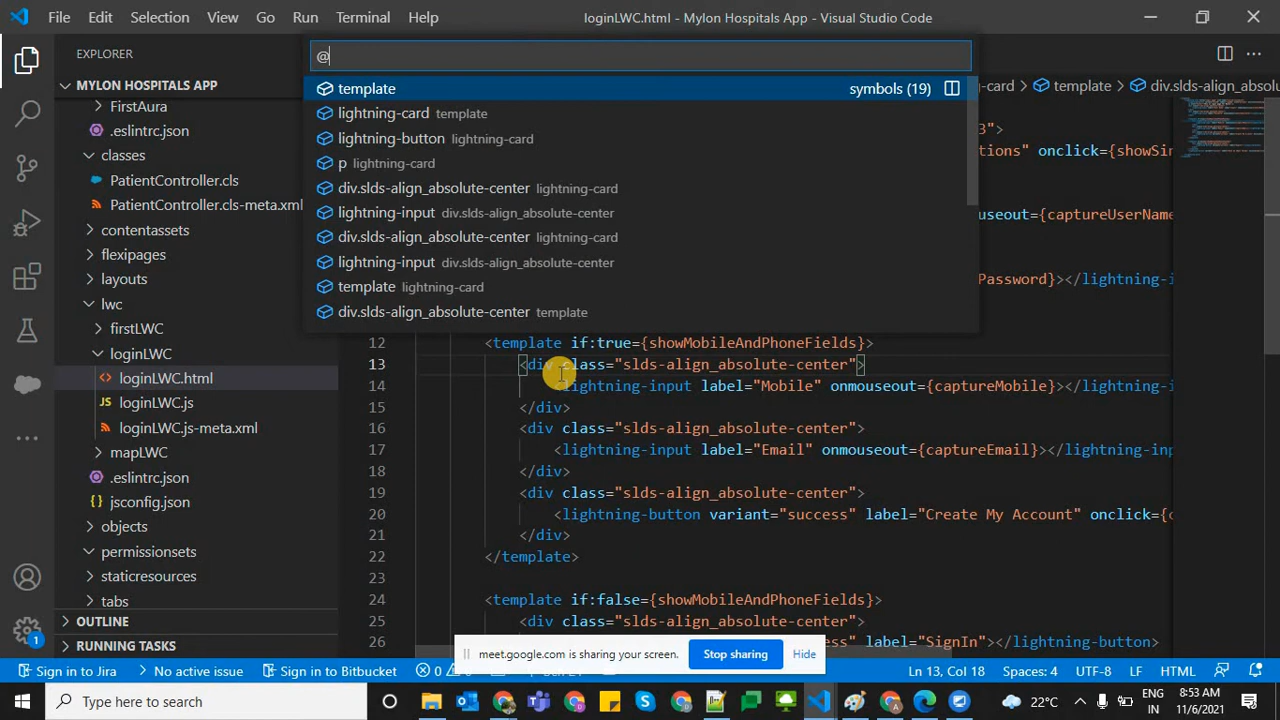 File Edit Selection View Go Run Terminal Help loginLWC.html - Mylon Hospitals App - Visual Studio Code
EXPLORER
MYLON HOSPITALS APP
FirstAura
.eslintrc.json
classes
PatientController.cls
PatientController.cls-meta.xml
contentassets
flexipages
layouts
lwc
firstLWC
loginLWC
loginLWC.html
JS loginLWC.js
loginLWC.js-meta.xml
mapLWC
.eslintrc.json
{} jsconfig.json
objects
permissionsets
staticresources
tabs
OUTLINE
RUNNING TASKS
@
template symbols (19)
lightning-card template
lightning-button lightning-card
p lightning-card
div.slds-align_absolute-center lightning-card
lightning-input div.slds-align_absolute-center
div.slds-align_absolute-center lightning-card
lightning-input div.slds-align_absolute-center
template lightning-card
div.slds-align_absolute-center template
-card template div.slds-align_absolu
3">
tions" onclick={showSi
mouseout={captureUserName
Password}></lightning-i
12 <template if:true={showMobileAndPhoneFields}>
13 <div class="slds-align_absolute-center">
14 <lightning-input label="Mobile" onmouseout={captureMobile}></lightning-i
15 </div>
16 <div class="slds-align_absolute-center">
17 <lightning-input label="Email" onmouseout={captureEmail}></lightning-inp
18 </div>
19 <div class="slds-align_absolute-center">
20 <lightning-button variant="success" label="Create My Account" onclick={c
21 </div>
22 </template>
23
24 <template if:false={showMobileAndPhoneFields}>
25 <div class="slds-align_absolute-center">
26 ess" label="SignIn"></lightning-button>
meet.google.com is sharing your screen. Stop sharing Hide
1
Sign in to Jira No active issue Sign in to Bitbucket 0 Ln 13, Col 18 Spaces: 4 UTF-8 LF HTML
Type here to search 22°C ENG IN 8:53 AM 11/6/2021